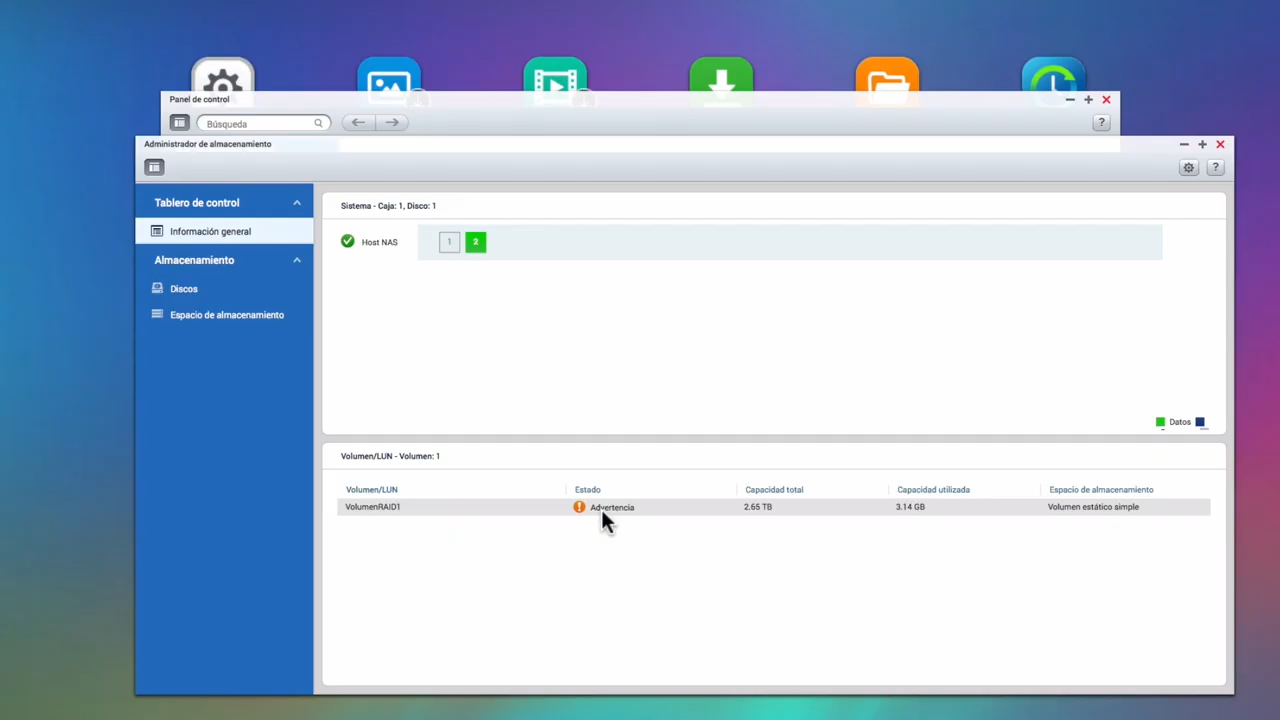 Panel de control
Búsqueda
?
Administrador de almacenamiento
?
Tablero de control
Información general
Almacenamiento
Discos
Espacio de almacenamiento
Sistema - Caja: 1, Disco: 1
Host NAS 1 2
Datos
Volumen/LUN - Volumen: 1
Volumen/LUN Estado Capacidad total Capacidad utilizada Espacio de almacenamiento
VolumenRAID1 Advertencia 2.65 TB 3.14 GB Volumen estático simple